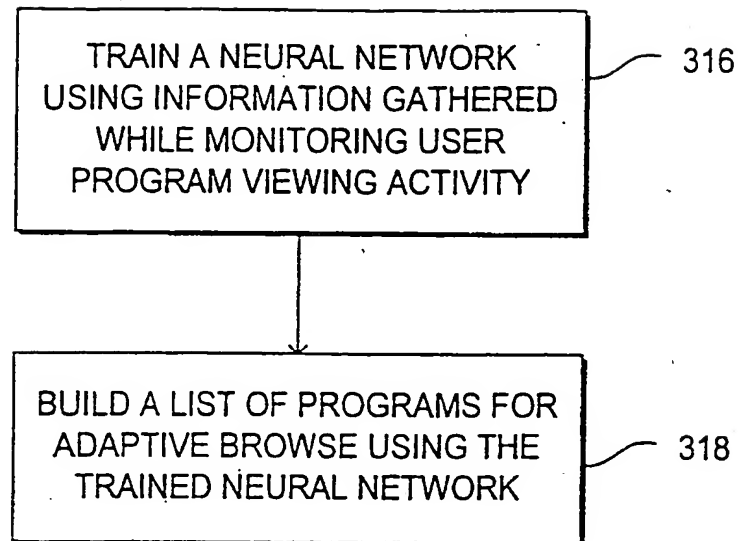 TRAIN A NEURAL NETWORK
USING INFORMATION GATHERED
WHILE MONITORING USER
PROGRAM VIEWING ACTIVITY
316
BUILD A LIST OF PROGRAMS FOR
ADAPTIVE BROWSE USING THE
TRAINED NEURAL NETWORK
318